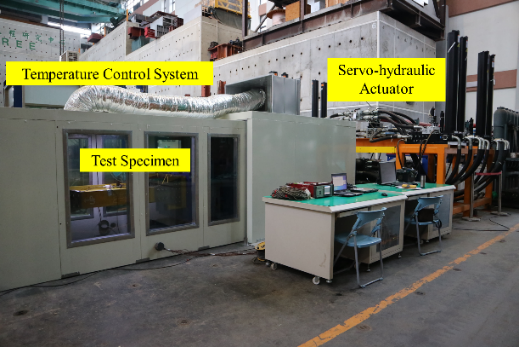 Temperature Control System
Servo-hydraulic
Actuator
Test Specimen